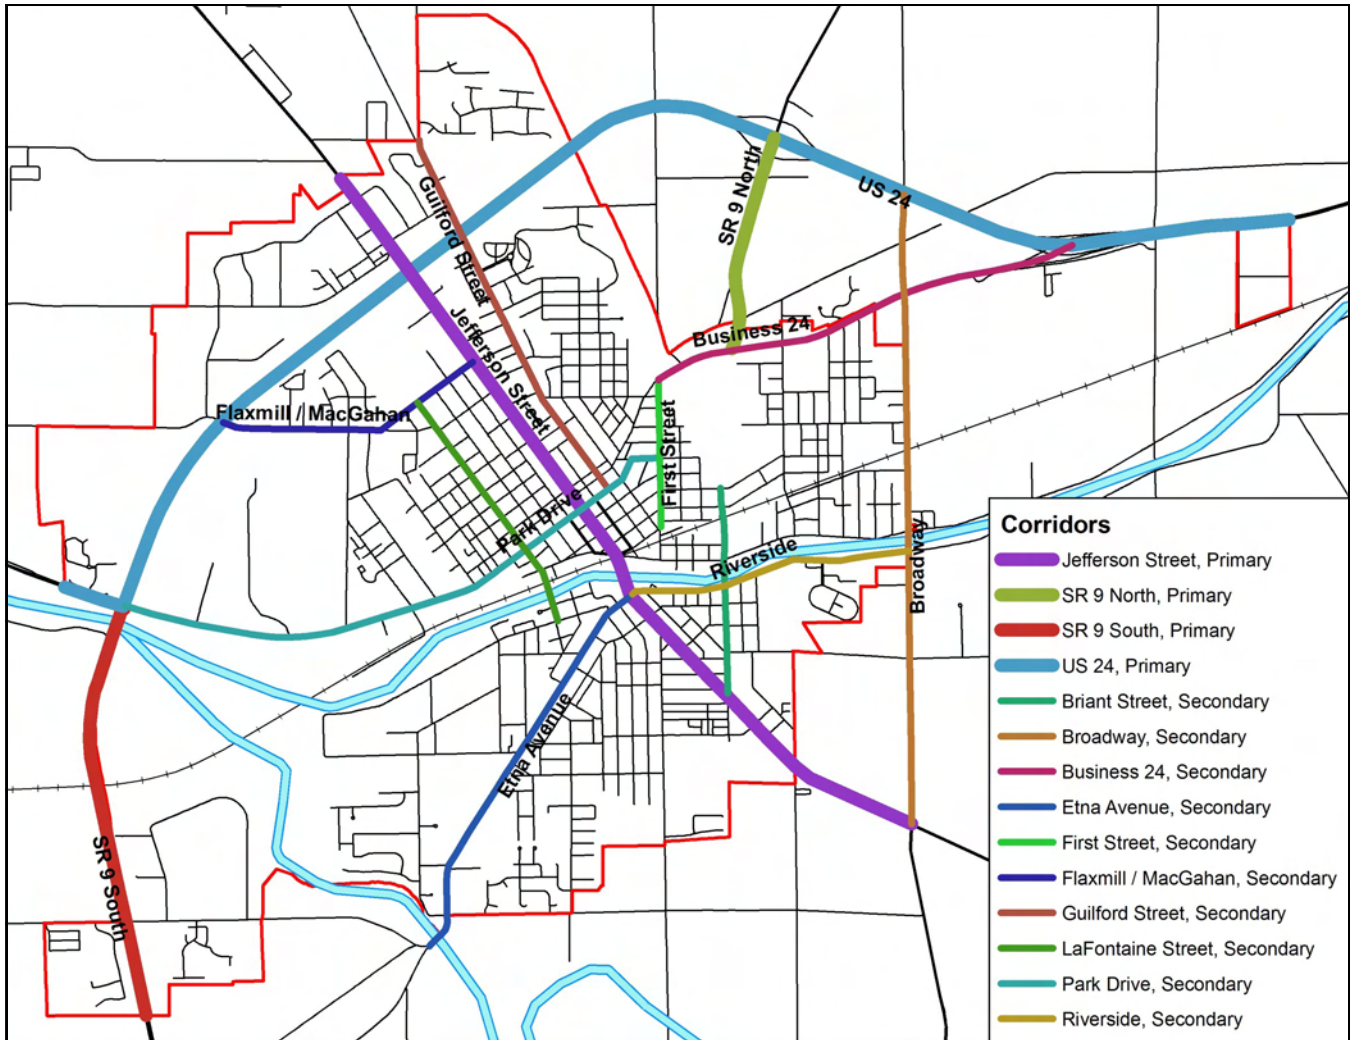 SR 9 North
US 24
Guilford Street
Jefferson Street
Business 24
Flaxmill / MacGahan
First Street
Park Drive
Riverside
Broadway
Etna Avenue
SR 9 South
Corridors
Jefferson Street, Primary
SR 9 North, Primary
SR 9 South, Primary
US 24, Primary
Briant Street, Secondary
Broadway, Secondary
Business 24, Secondary
Etna Avenue, Secondary
First Street, Secondary
Flaxmill / MacGahan, Secondary
Guilford Street, Secondary
LaFontaine Street, Secondary
Park Drive, Secondary
Riverside, Secondary